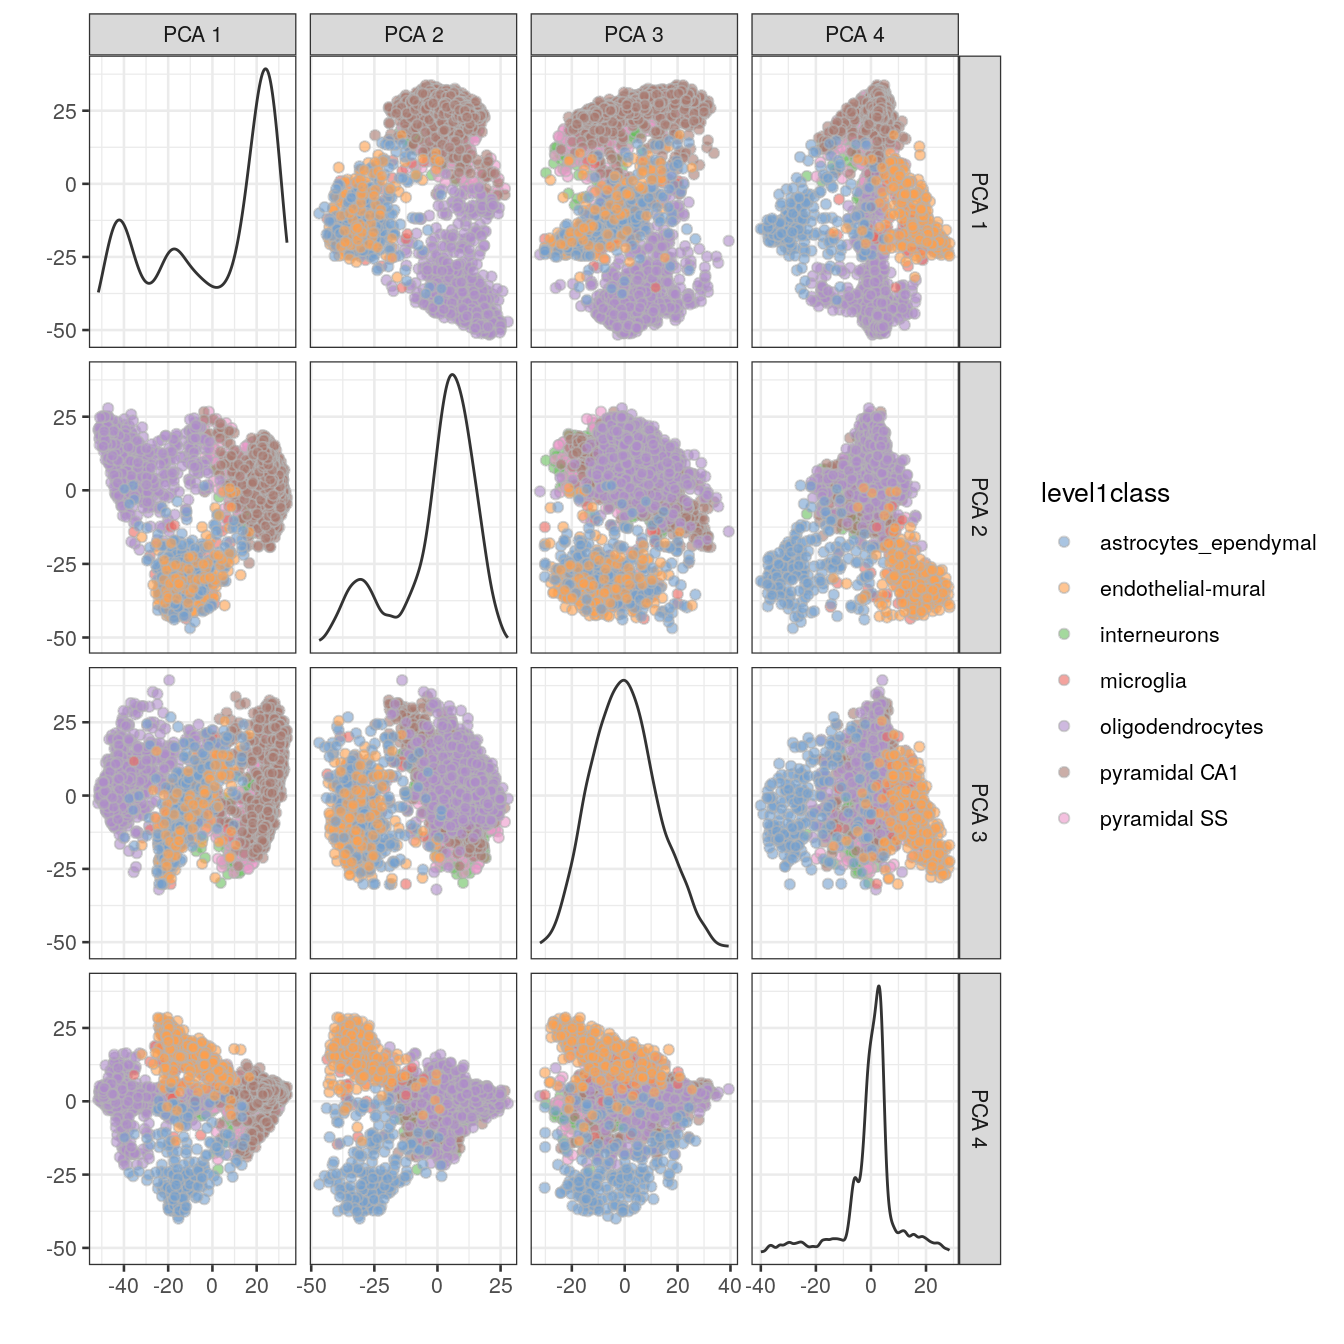 PCA 1 PCA 2 PCA 3 PCA 4
25
0
-25
-50
PCA 1
25
0
-25
-50
PCA 2
25
0
-25
-50
PCA 3
25
0
-25
-50
PCA 4
-40 -20 0 20
-50 -25 0 25
-20 0 20 40
-40 -20 0 20
level1class
astrocytes_ependymal
endothelial-mural
interneurons
microglia
oligodendrocytes
pyramidal CA1
pyramidal SS